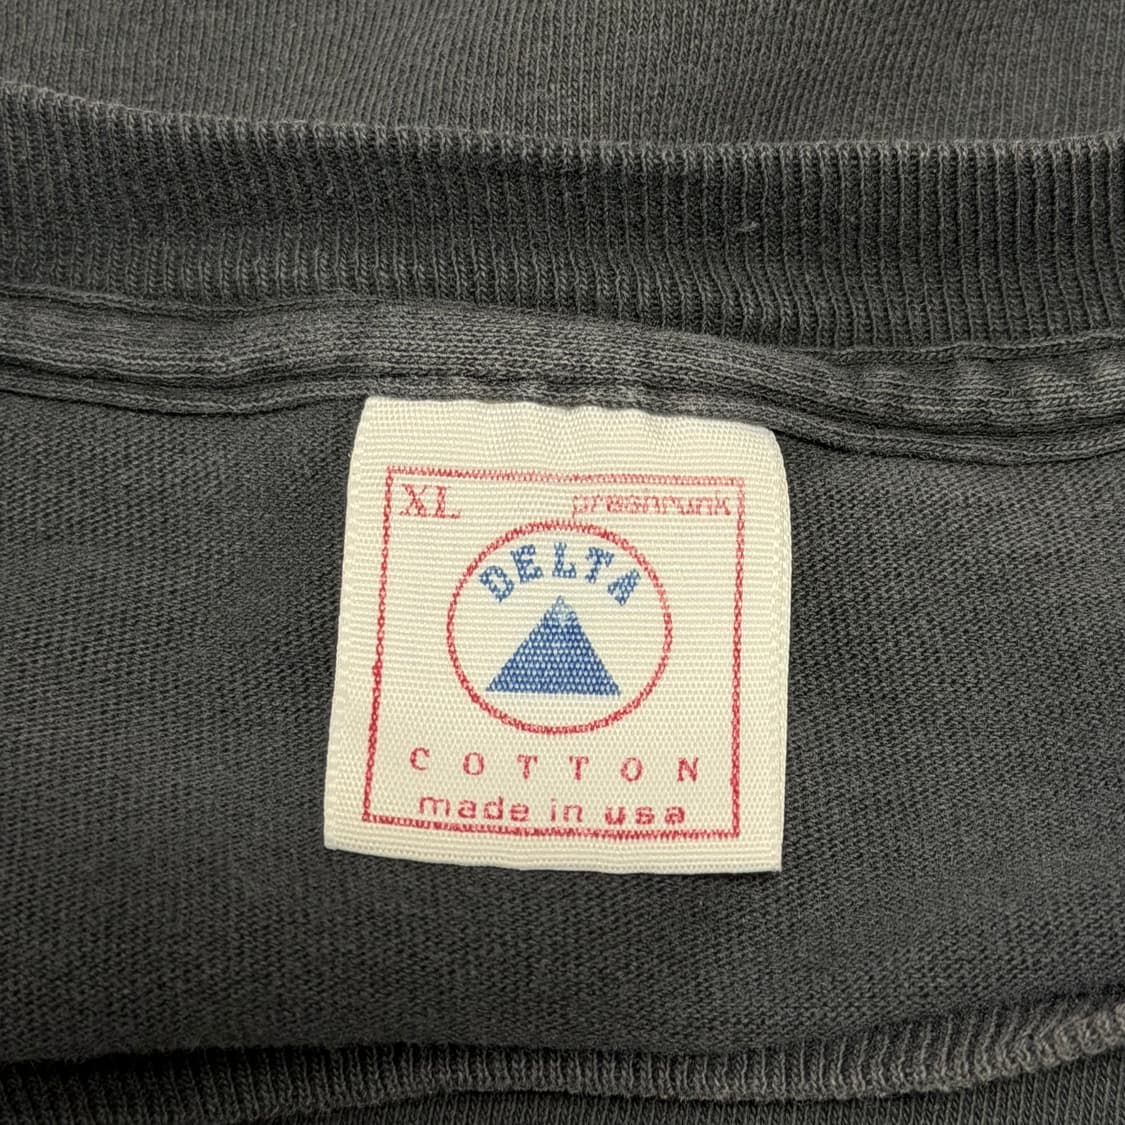 XL preshrunk
DELTA
COTTON
made in usa